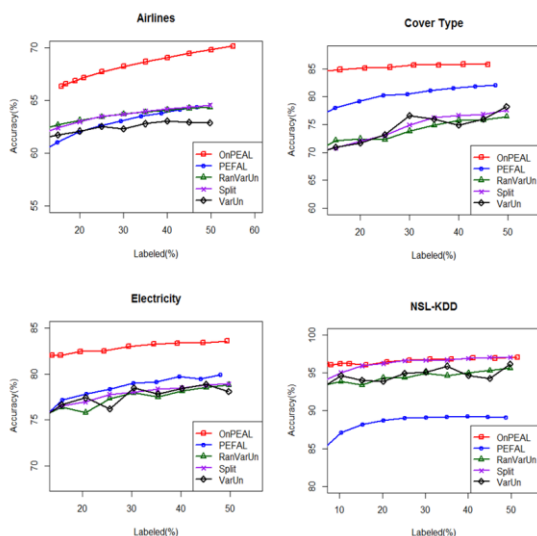 Airlines
Accuracy(%)
70
65
60
55
20
30
40
50
60
Labeled(%)
OnPEAL
PEFAL
RanVarUn
Split
VarUn
Cover Type
Accuracy(%)
85
80
75
70
65
60
20
30
40
50
Labeled(%)
OnPEAL
PEFAL
RanVarUn
Split
VarUn
Electricity
Accuracy(%)
85
80
75
70
20
30
40
50
Labeled(%)
OnPEAL
PEFAL
RanVarUn
Split
VarUn
NSL-KDD
Accuracy(%)
100
95
90
85
80
10
20
30
40
50
Labeled(%)
OnPEAL
PEFAL
RanVarUn
Split
VarUn